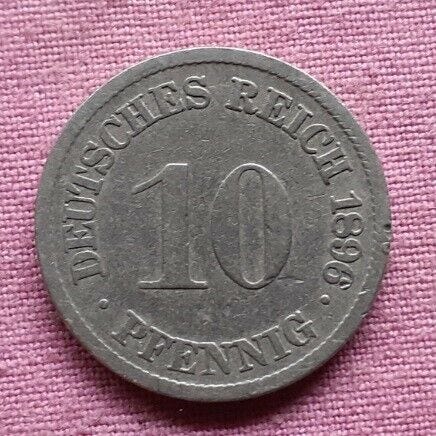 DEUTSCHES REICH 1896
10
· PFENNIG ·